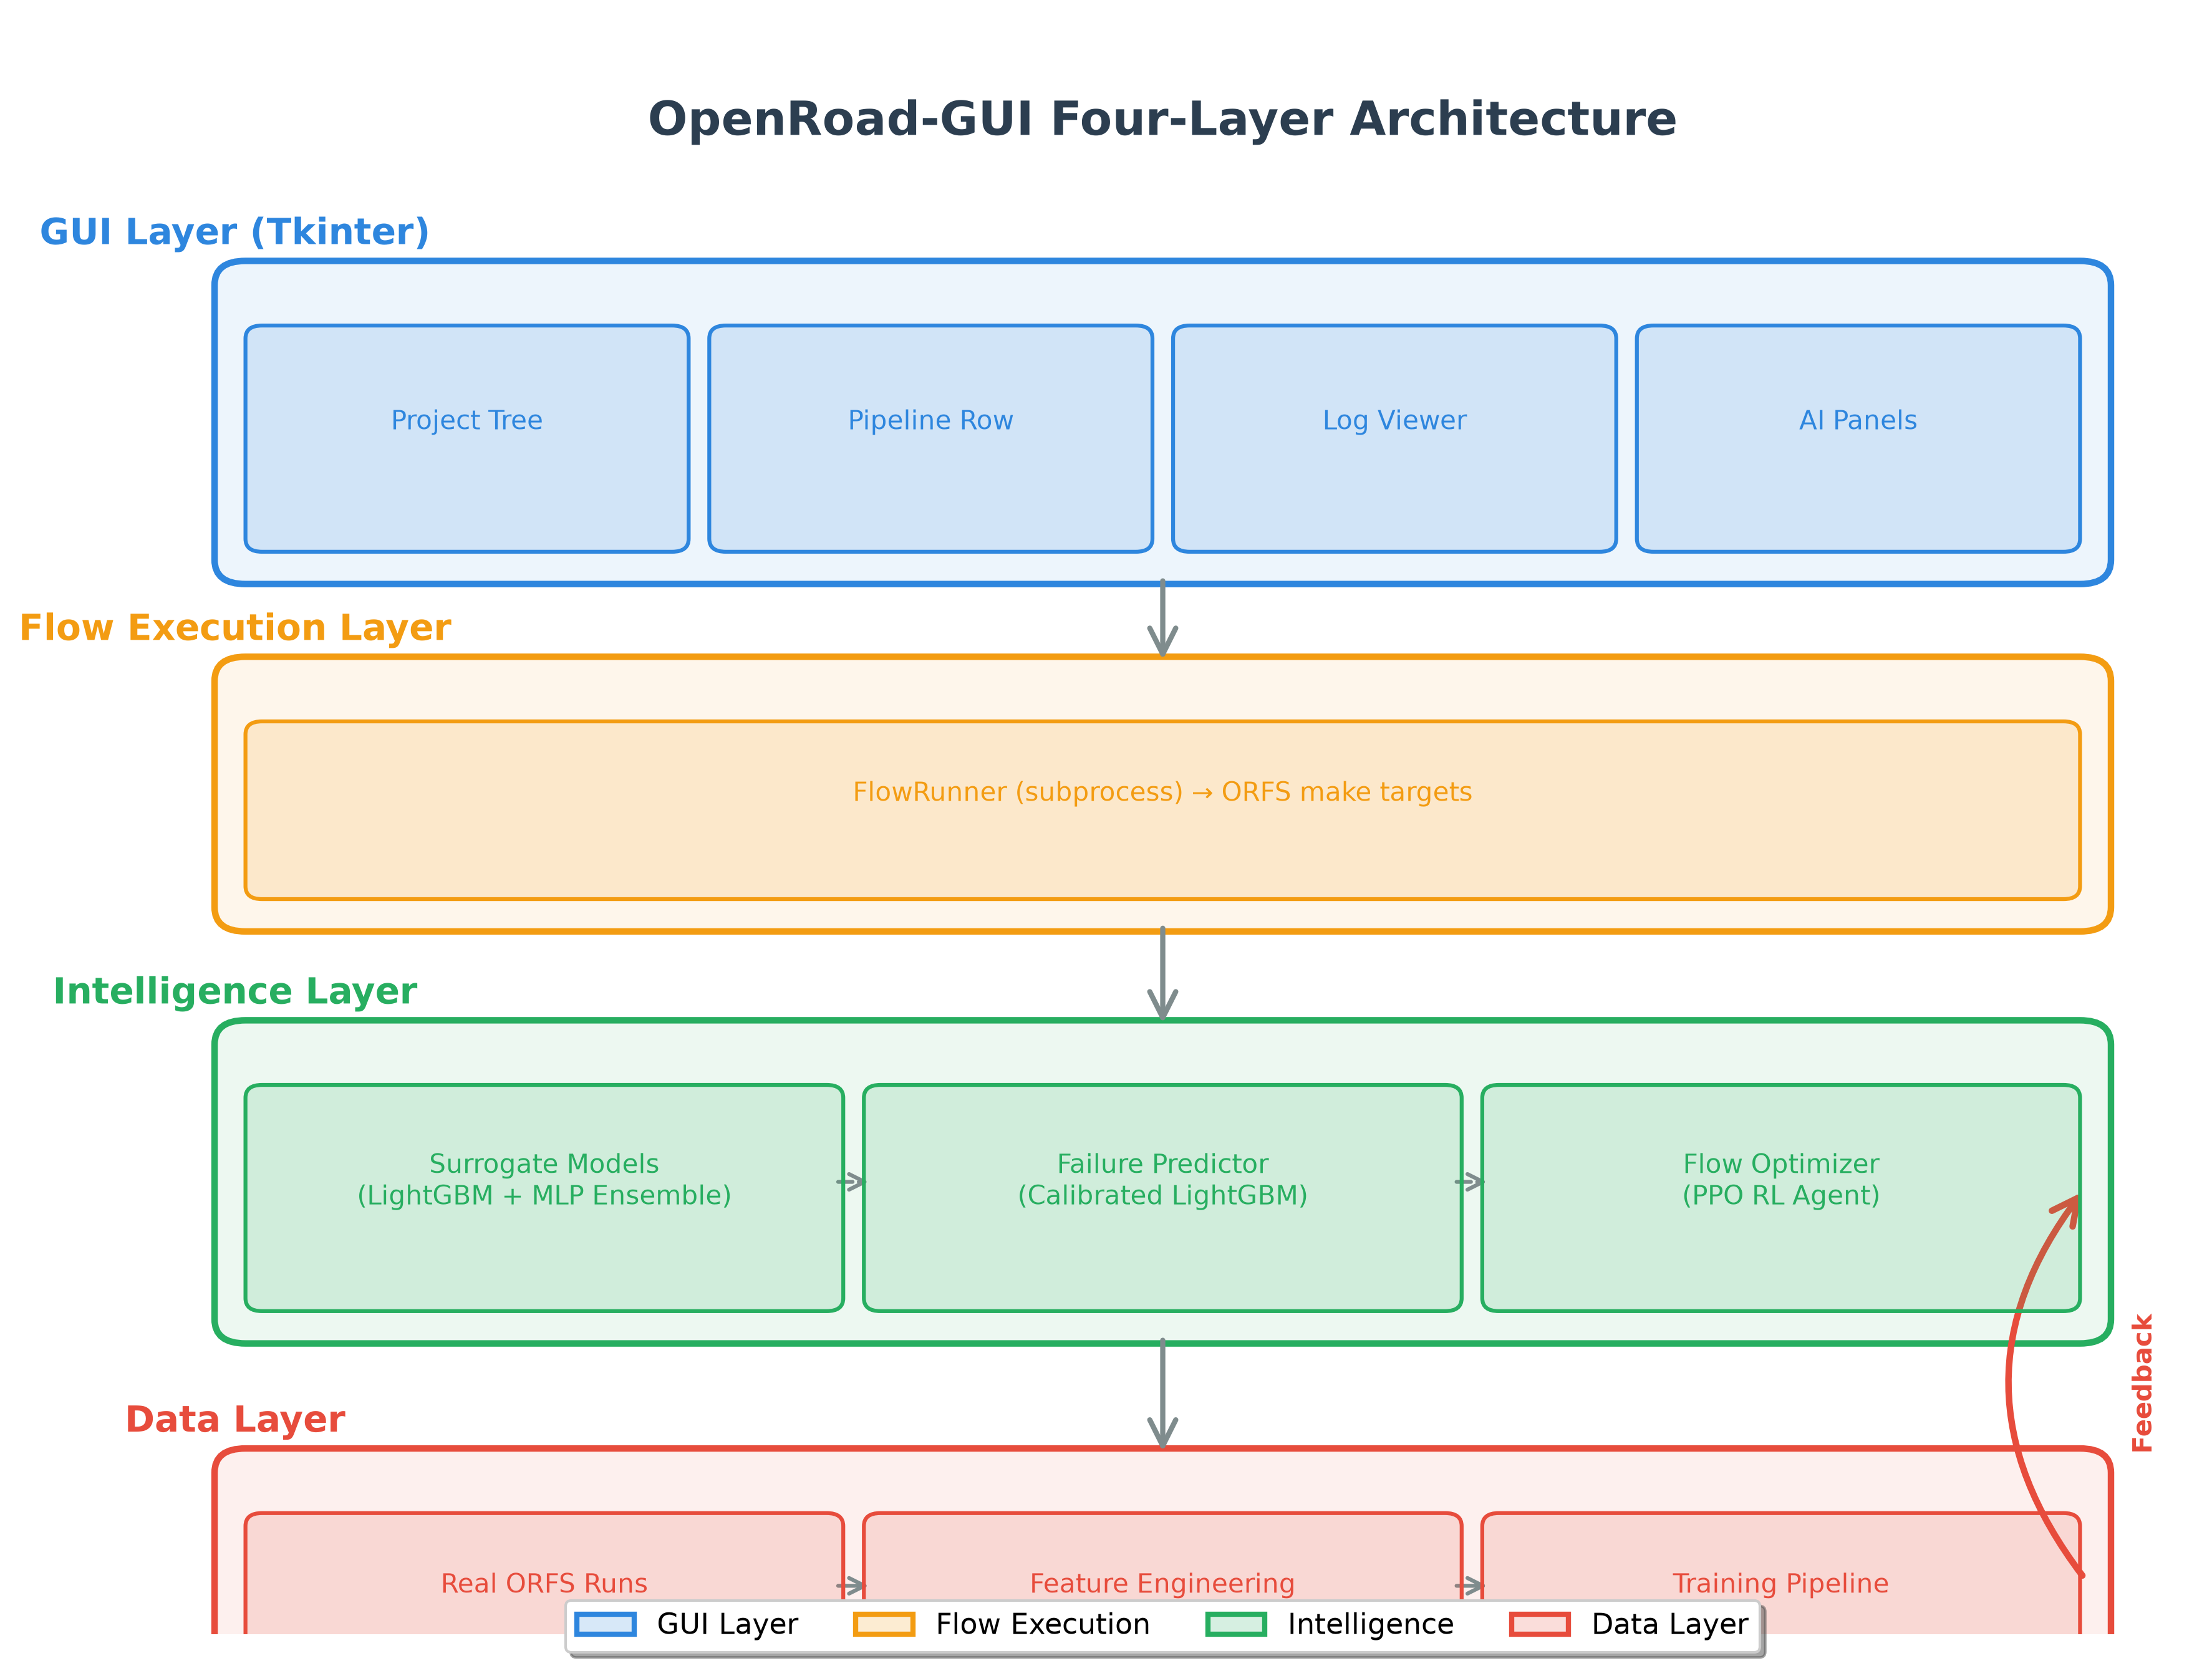 OpenRoad-GUI Four-Layer Architecture
GUI Layer (Tkinter)
Project Tree
Pipeline Row
Log Viewer
AI Panels
Flow Execution Layer
FlowRunner (subprocess) → ORFS make targets
Intelligence Layer
Surrogate Models
(LightGBM + MLP Ensemble)
Failure Predictor
(Calibrated LightGBM)
Flow Optimizer
(PPO RL Agent)
Feedback
Data Layer
Real ORFS Runs
Feature Engineering
Training Pipeline
GUI Layer
Flow Execution
Intelligence
Data Layer